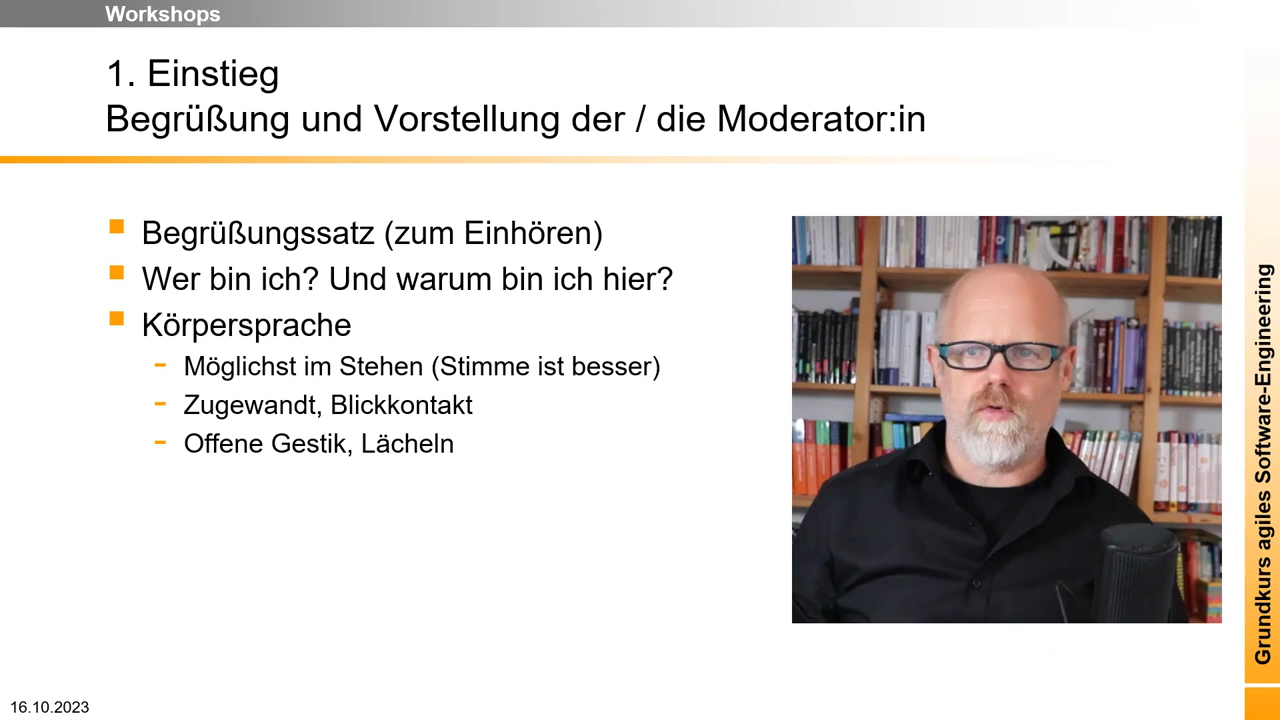 Workshops
1. Einstieg
Begrüßung und Vorstellung der / die Moderator:in
Begrüßungssatz (zum Einhören)
Wer bin ich? Und warum bin ich hier?
Körpersprache
- Möglichst im Stehen (Stimme ist besser)
- Zugewandt, Blickkontakt
- Offene Gestik, Lächeln
Grundkurs agiles Software-Engineering
16.10.2023